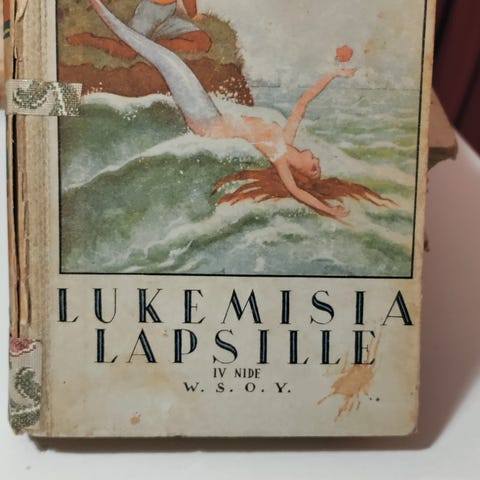 LUKEMISIA
LAPSILLE
IV NIDE
W. S. O. Y.